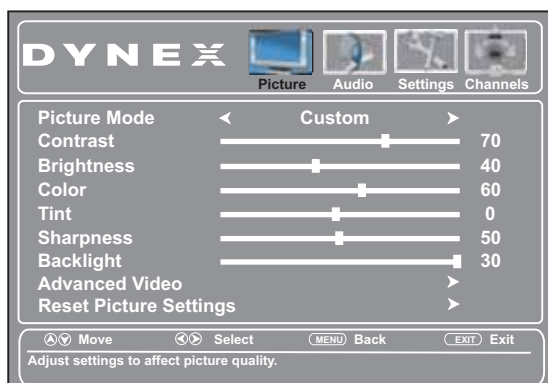 DYNEX
Picture Audio Settings Channels
Picture Mode Custom
Contrast 70
Brightness 40
Color 60
Tint 0
Sharpness 50
Backlight 30
Advanced Video
Reset Picture Settings
Move Select MENU Back EXIT Exit
Adjust settings to affect picture quality.